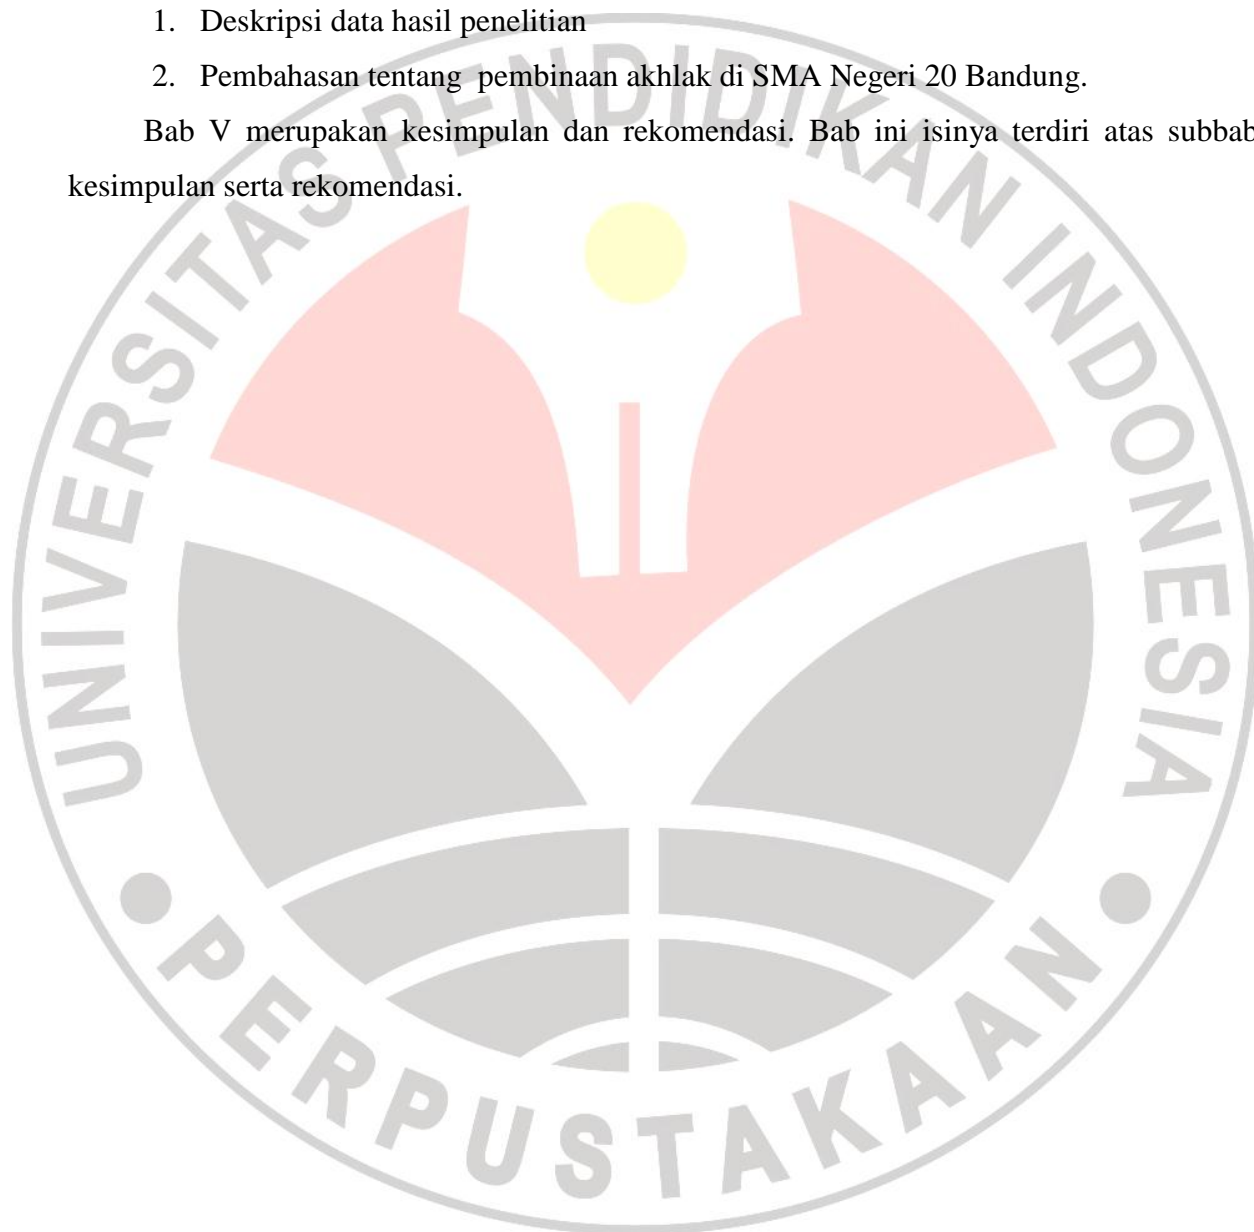 1. Deskripsi data hasil penelitian
2. Pembahasan tentang pembinaan akhlak di SMA Negeri 20 Bandung.
Bab V merupakan kesimpulan dan rekomendasi. Bab ini isinya terdiri atas subbab
kesimpulan serta rekomendasi.
UNIVERSITAS PENDIDIKAN INDONESIA
PERPUSTAKAAN